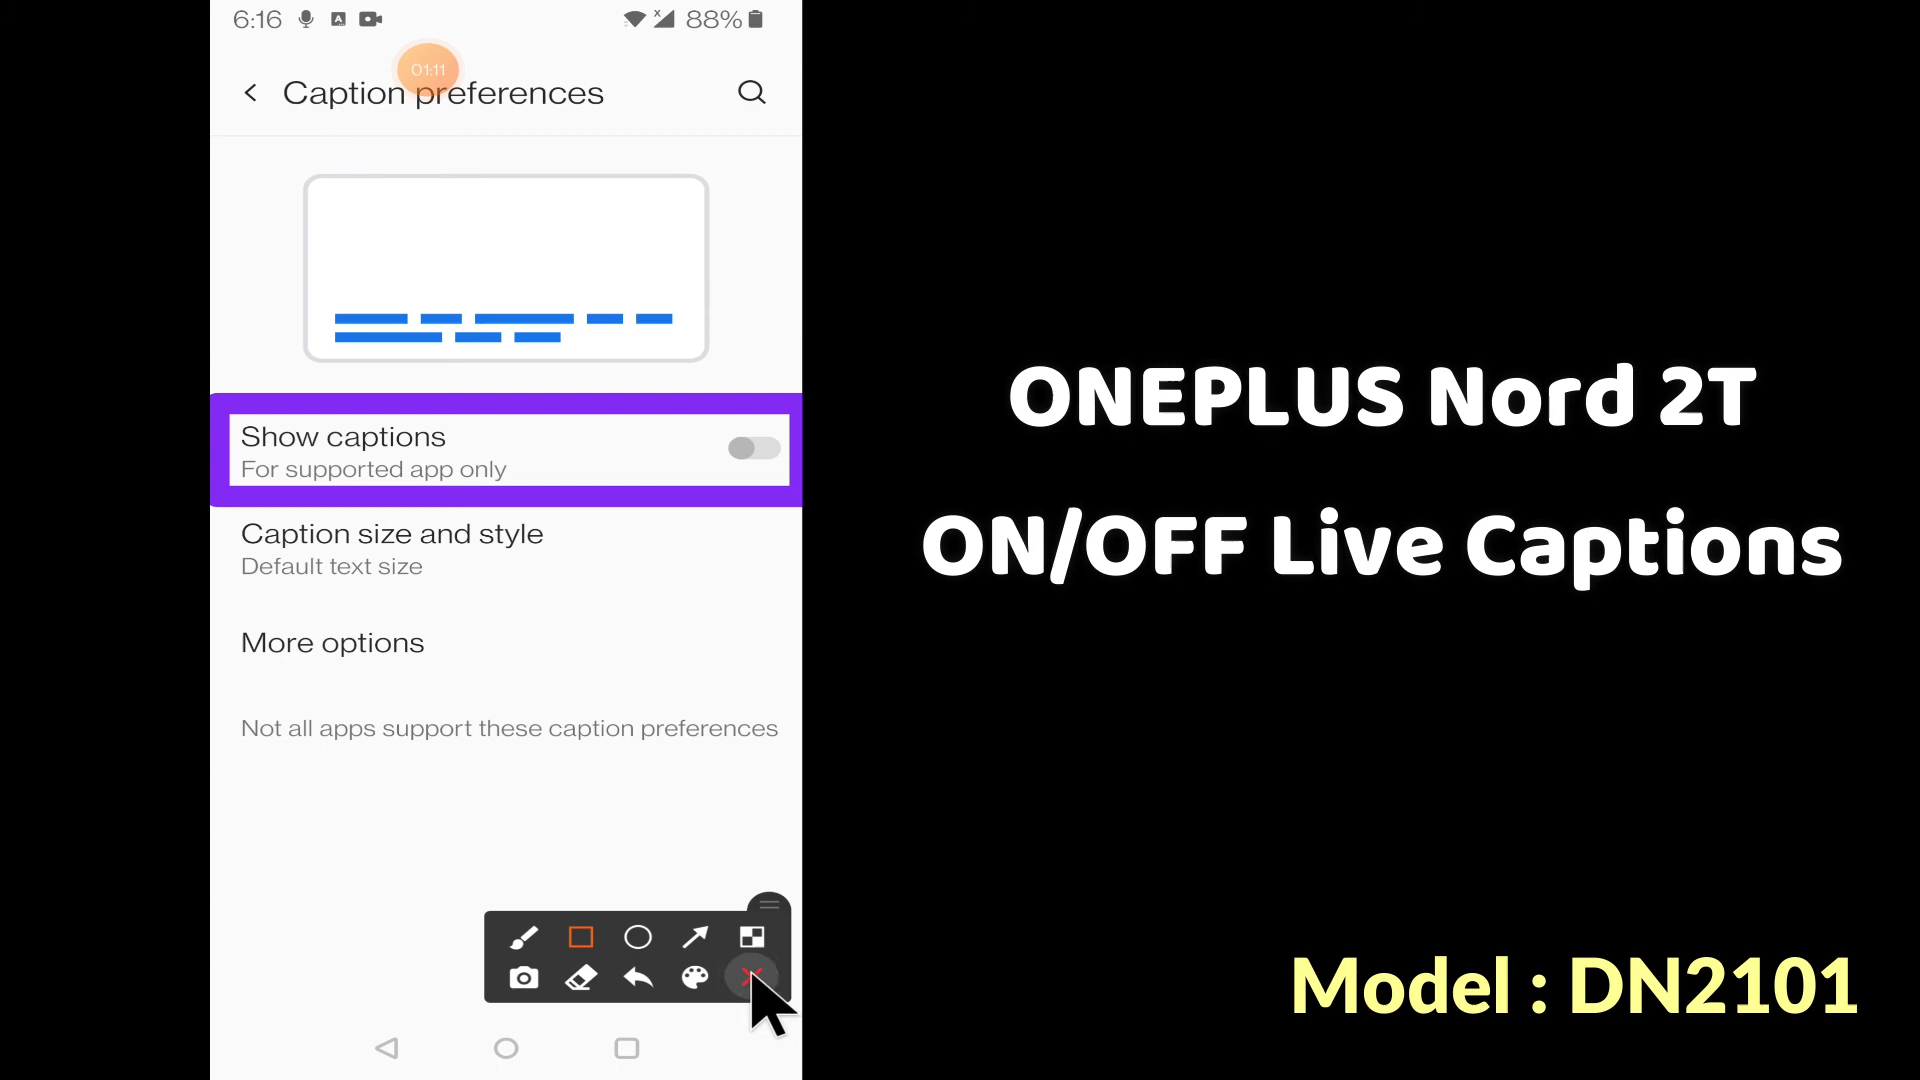 6:16
88%
01:11
Caption preferences
Show captions
For supported app only
Caption size and style
Default text size
More options
Not all apps support these caption preferences
ONEPLUS Nord 2T
ON/OFF Live Captions
Model : DN2101